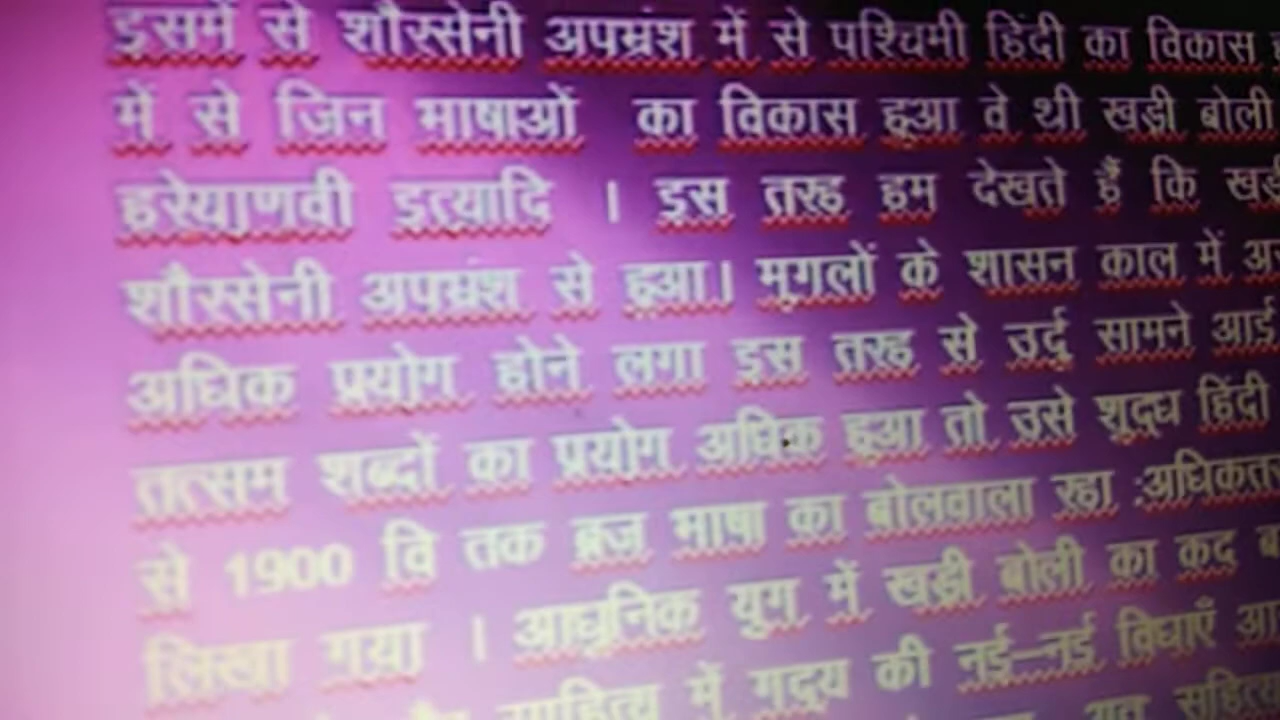 इसमें से शौरसेनी अपभ्रंश में से पश्चिमी हिंदी का विकास
में से जिन भाषाओं का विकास हुआ वे थी खड़ी बोली
हरियाणवी इत्यादि । इस तरह हम देखते हैं कि
शौरसेनी अपभ्रंश से हुआ। मुगलों के शासन काल में
अधिक प्रयोग होने लगा इस तरह से उर्दू सामने आई
तत्सम शब्दों का प्रयोग अधिक हुआ तो उसे शुद्ध हिंदी
से 1900 वि तक ब्रज भाषा का बोलवाला रहा
लिखा गया । आधुनिक युग में खड़ी बोली का कद
साहित्य में गद्य की नई–नई विधाएँ